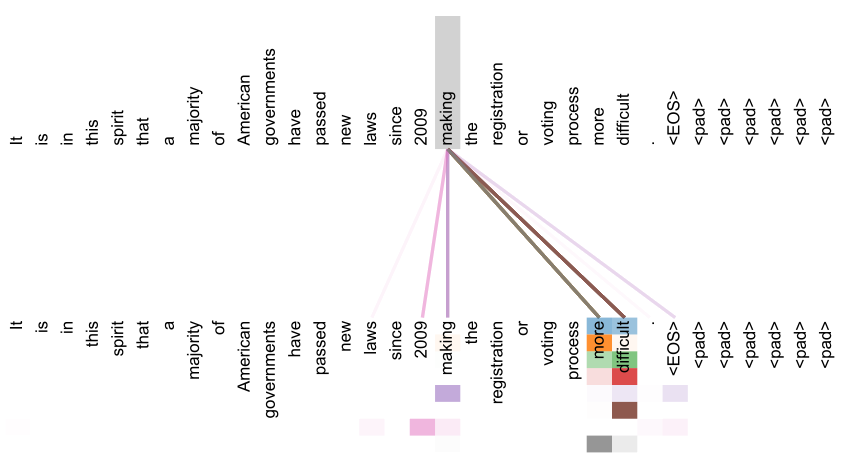 It is in this spirit that a majority of American governments have passed new laws since 2009 making the registration or voting process more difficult . <EOS> <pad> <pad> <pad> <pad> <pad> <pad>
It is in this spirit that a majority of American governments have passed new laws since 2009 making the registration or voting process more difficult . <EOS> <pad> <pad> <pad> <pad> <pad> <pad>